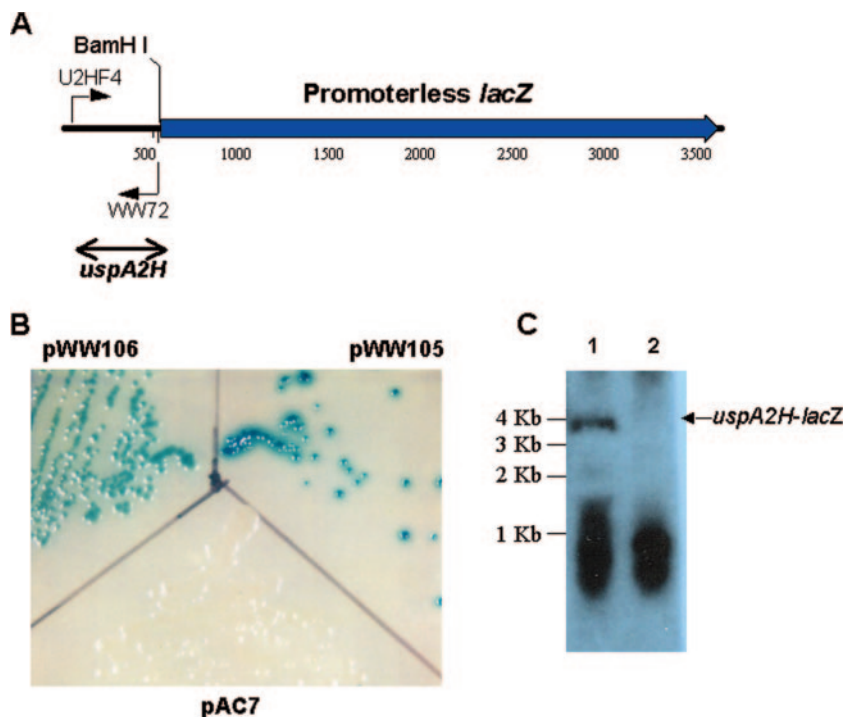 A
BamH I
U2HF4
Promoterless lacZ
500 1000 1500 2000 2500 3000 3500
WW72
uspA2H
B
pWW106 pWW105
pAC7
C
1 2
4 Kb
uspA2H-lacZ
3 Kb
2 Kb
1 Kb